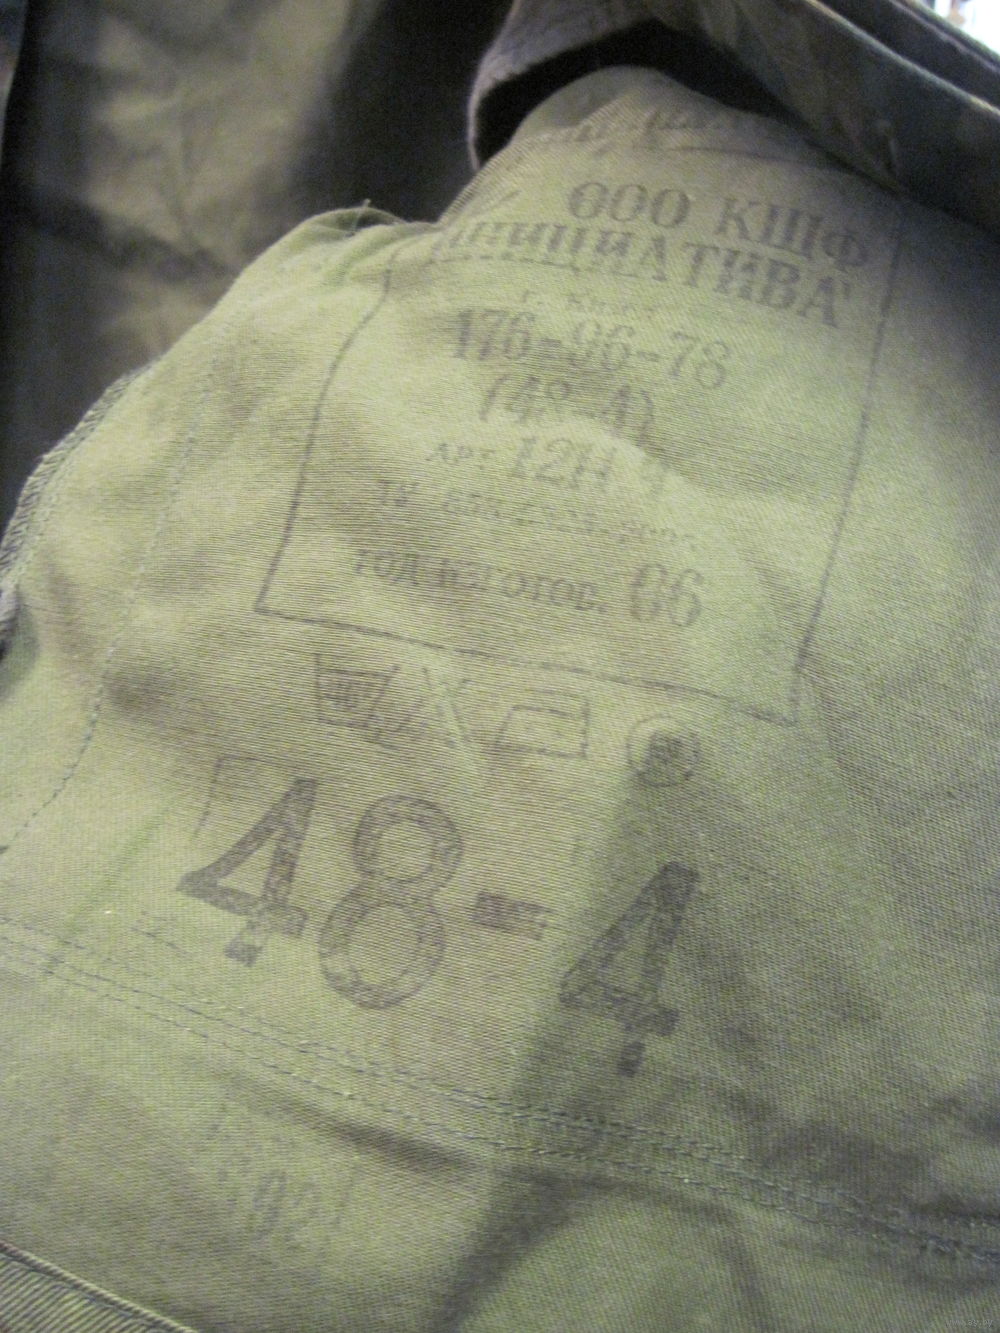 ООО КШФ
ИНИЦИАТИВА
176-96-78
(48-4)
АРТ 12Н
ГОД ИЗГОТОВ. 06
48-4